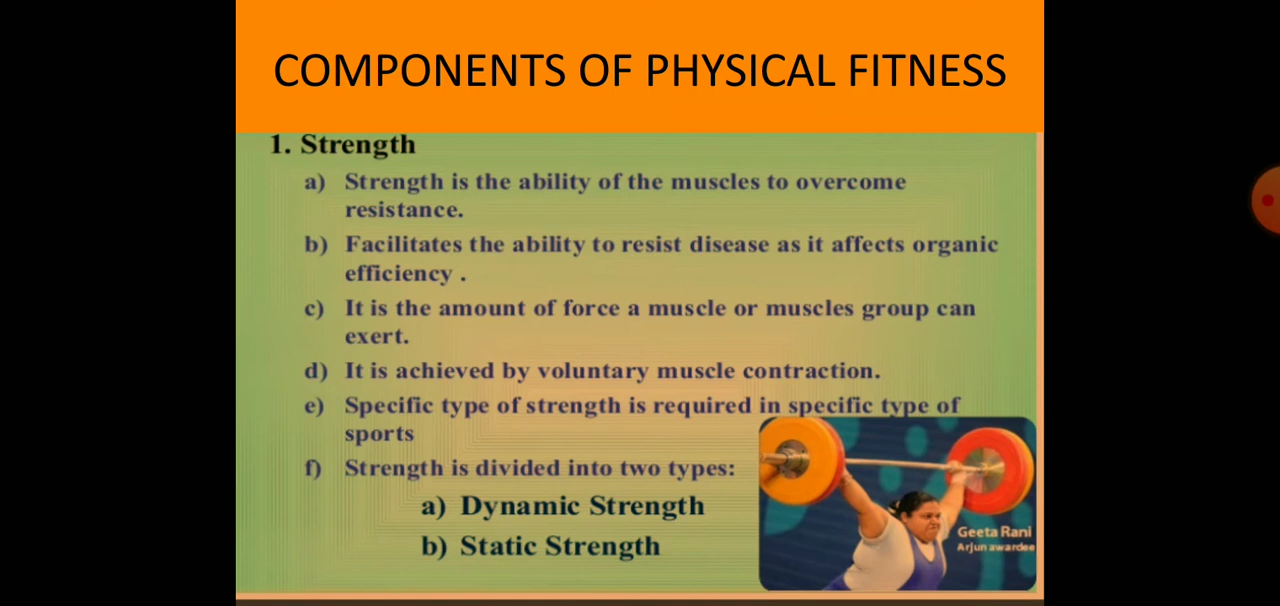 COMPONENTS OF PHYSICAL FITNESS
1. Strength
a) Strength is the ability of the muscles to overcome
resistance.
b) Facilitates the ability to resist disease as it affects organic
efficiency .
c) It is the amount of force a muscle or muscles group can
exert.
d) It is achieved by voluntary muscle contraction.
e) Specific type of strength is required in specific type of
sports
f) Strength is divided into two types:
a) Dynamic Strength
b) Static Strength
Geeta Rani
Arjun awardee